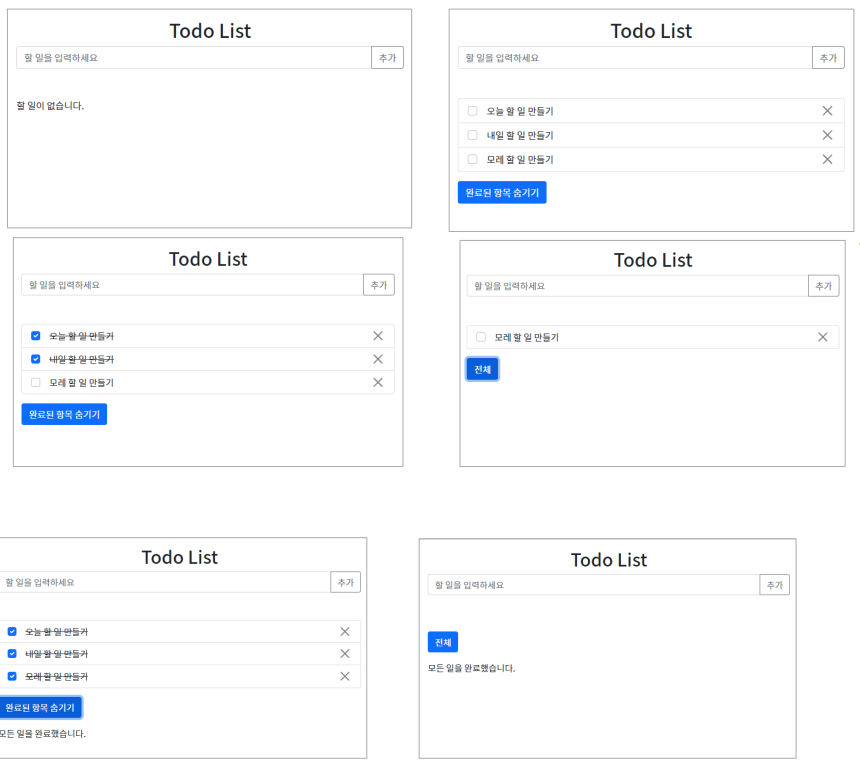 Todo List
할 일을 입력하세요
추가
할 일이 없습니다.
Todo List
할 일을 입력하세요
추가
오늘 할 일 만들기
내일 할 일 만들기
모레 할 일 만들기
완료된 항목 숨기기
Todo List
할 일을 입력하세요
추가
오늘 할 일 만들기
내일 할 일 만들기
모레 할 일 만들기
완료된 항목 숨기기
Todo List
할 일을 입력하세요
추가
모레 할 일 만들기
전체
Todo List
할 일을 입력하세요
추가
오늘 할 일 만들기
내일 할 일 만들기
모레 할 일 만들기
완료된 항목 숨기기
모든 일을 완료했습니다.
Todo List
할 일을 입력하세요
추가
전체
모든 일을 완료했습니다.